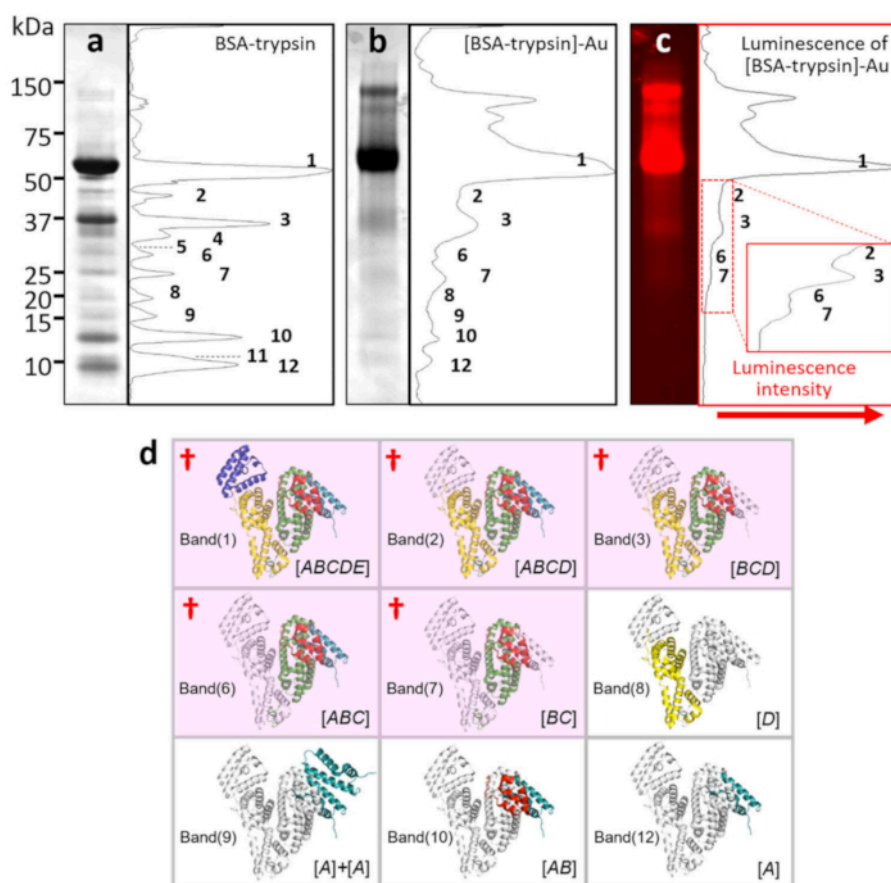 kDa
150
75
50
37
25
20
15
10
a
BSA-trypsin
1
2
3
4
5
6
7
8
9
10
11
12
b
[BSA-trypsin]-Au
1
2
3
6
7
8
9
10
12
c
Luminescence of
[BSA-trypsin]-Au
1
2
3
6
7
2
3
6
7
Luminescence
intensity
d
† † †
Band(1) Band(2) Band(3)
[ABCDE] [ABCD] [BCD]
† †
Band(6) Band(7) Band(8)
[ABC] [BC] [D]
Band(9) Band(10) Band(12)
[A]+[A] [AB] [A]